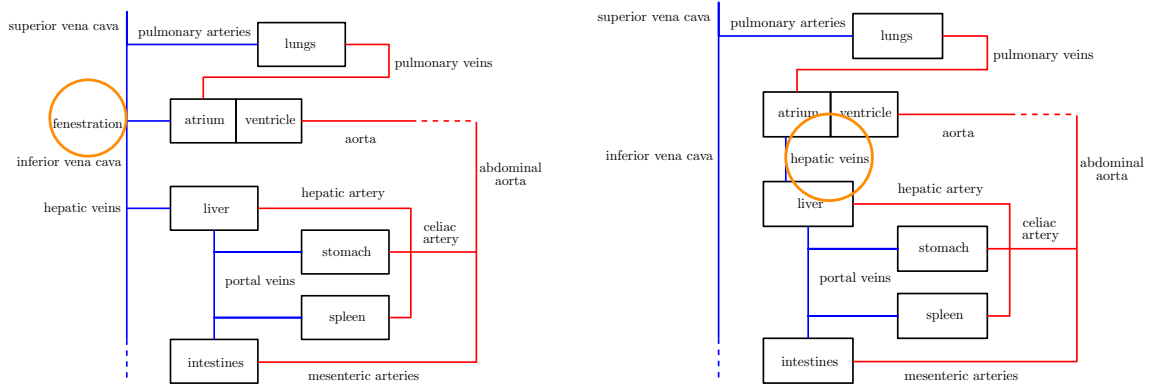 superior vena cava
pulmonary arteries
lungs
pulmonary veins
fenestration
atrium
ventricle
aorta
inferior vena cava
abdominal
aorta
hepatic veins
liver
hepatic artery
celiac
artery
stomach
portal veins
spleen
intestines
mesenteric arteries
superior vena cava
pulmonary arteries
lungs
pulmonary veins
atrium
ventricle
aorta
inferior vena cava
hepatic veins
abdominal
aorta
liver
hepatic artery
celiac
artery
stomach
portal veins
spleen
intestines
mesenteric arteries